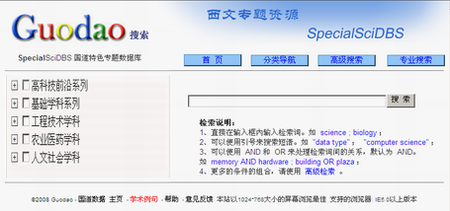 Guodao 搜索
西文专题资源
SpecialSciDBS
SpecialSciDBS 国道特色专题数据库
首 页
分类导航
高级搜索
专业搜索
高科技前沿系列
基础学科系列
工程技术学科
农业医药学科
人文社会学科
搜 索
检索说明:
1、直接在输入框内输入检索词。如 science ; biology ;
2、可以使用引号来搜索短语。如 "data type" ; "computer science" ;
3、可以使用 AND 和 OR 来处理检索词间的关系,默认为 AND。
如 memory AND hardware ; building OR plaza ;
4、更多的条件的组合,请使用 高级检索 。
©2008 Guodao - 国道数据 主页 - 学术例句 - 帮助 - 意见反馈 本站以1024*768大小的屏幕浏览最佳 支持的浏览器: IE5.0以上版本